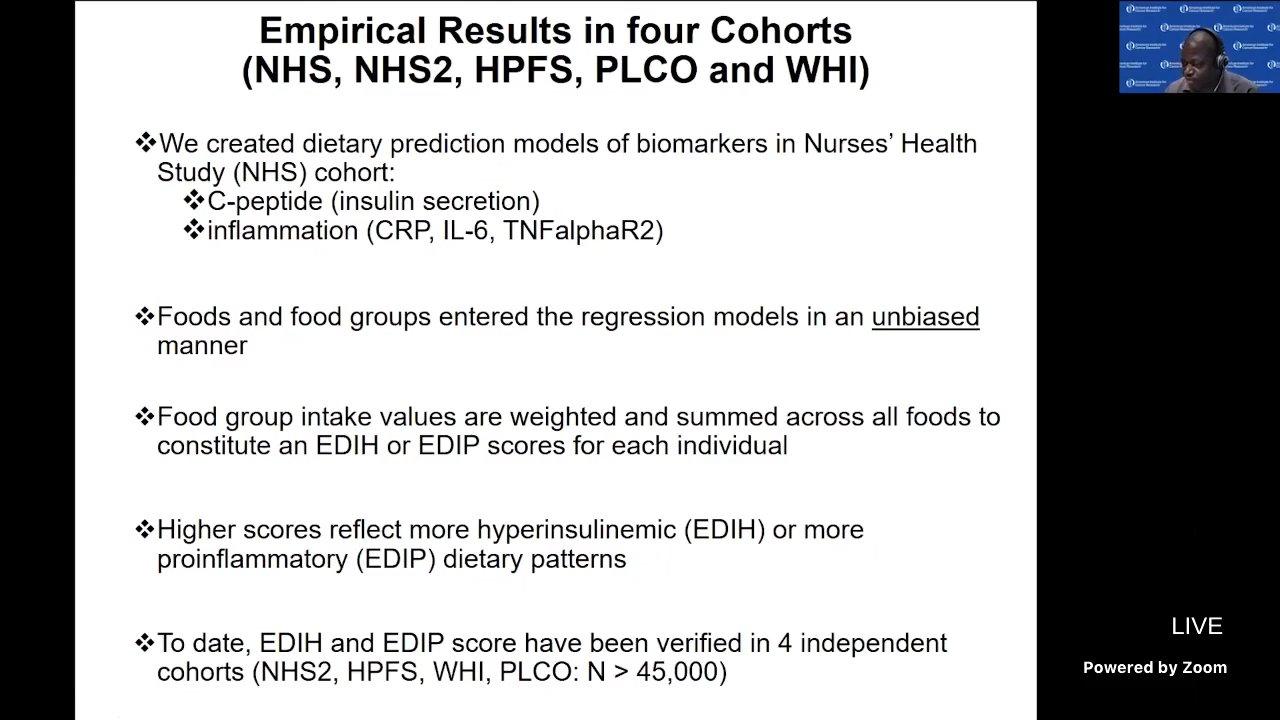 Empirical Results in four Cohorts
(NHS, NHS2, HPFS, PLCO and WHI)
❖We created dietary prediction models of biomarkers in Nurses’ Health
Study (NHS) cohort:
❖C-peptide (insulin secretion)
❖inflammation (CRP, IL-6, TNFalphaR2)
❖Foods and food groups entered the regression models in an unbiased
manner
❖Food group intake values are weighted and summed across all foods to
constitute an EDIH or EDIP scores for each individual
❖Higher scores reflect more hyperinsulinemic (EDIH) or more
proinflammatory (EDIP) dietary patterns
❖To date, EDIH and EDIP score have been verified in 4 independent
cohorts (NHS2, HPFS, WHI, PLCO: N > 45,000)
LIVE
Powered by Zoom